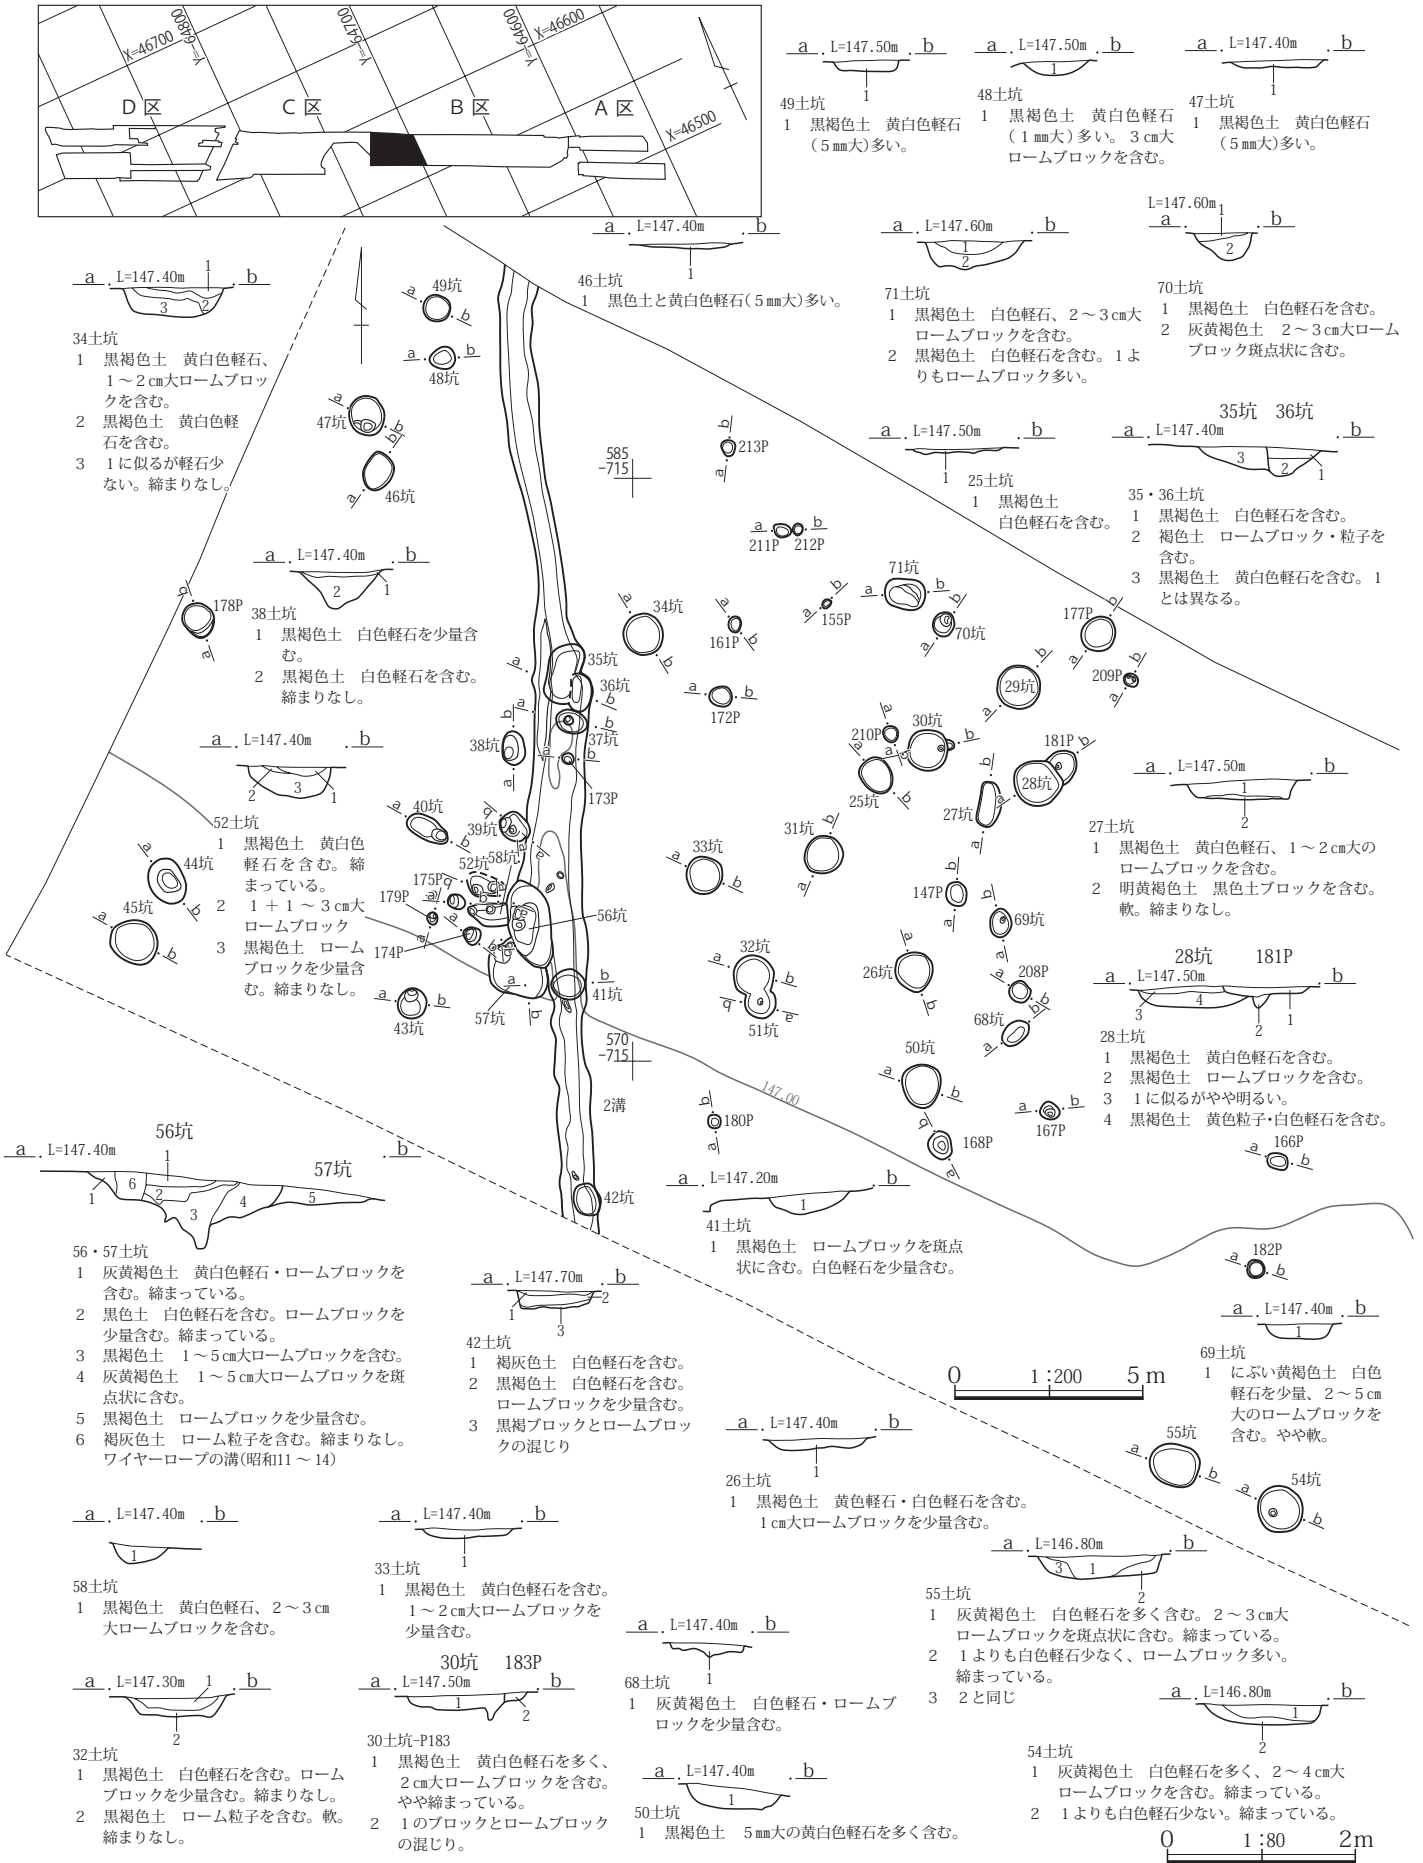 Y=-64800
X=46700
Y=-64700
Y=-64600
X=46600
X=46500
D 区
C 区
B 区
A 区
a L=147.50m b
1
49土坑
1 黒褐色土 黄白色軽石
(５㎜大)多い。
a L=147.50m b
1
48土坑
1 黒褐色土 黄白色軽石
(１㎜大)多い。３㎝大
ロームブロックを含む。
a L=147.40m b
1
47土坑
1 黒褐色土 黄白色軽石
(５㎜大)多い。
a L=147.40m b
1
46土坑
1 黒色土と黄白色軽石(５㎜大)多い。
a L=147.60m b
1
2
71土坑
1 黒褐色土 白色軽石、２～３㎝大
ロームブロックを含む。
2 黒褐色土 白色軽石を含む。１よ
りもロームブロック多い。
L=147.60m
a b
1
2
70土坑
1 黒褐色土 白色軽石を含む。
2 灰黄褐色土 ２～３㎝大ローム
ブロック斑点状に含む。
a L=147.40m b
1
3 2
34土坑
1 黒褐色土 黄白色軽石、
１～２㎝大ロームブロッ
クを含む。
2 黒褐色土 黄白色軽
石を含む。
3 １に似るが軽石少
ない。締まりなし。
a L=147.50m b
1
25土坑
1 黒褐色土
白色軽石を含む。
35坑 36坑
a L=147.40m b
3 2 1
35・36土坑
1 黒褐色土 白色軽石を含む。
2 褐色土 ロームブロック・粒子を
含む。
3 黒褐色土 黄白色軽石を含む。１
とは異なる。
a L=147.40m b
2 1
38土坑
1 黒褐色土 白色軽石を少量含
む。
2 黒褐色土 白色軽石を含む。
締まりなし。
a L=147.40m b
2 3 1
52土坑
1 黒褐色土 黄白色
軽石を含む。締
まっている。
2 １＋１～３㎝大
ロームブロック
3 黒褐色土 ローム
ブロックを少量含
む。締まりなし。
49坑
48坑
47坑
46坑
585
-715
213P
211P 212P
71坑
155P
70坑
177P
178P
34坑
161P
35坑
36坑
172P
209P
29坑
37坑
38坑
30坑
210P
181P
173P
25坑
28坑
27坑
40坑
39坑
31坑
52坑 58坑
33坑
44坑
175P
179P
147P
45坑
56坑
69坑
174P
32坑
26坑
208P
41坑
43坑
57坑
51坑
68坑
570
-715
50坑
147.00
2溝
180P
167P
168P
166P
42坑
182P
55坑
54坑
a L=147.50m b
1
2
27土坑
1 黒褐色土 黄白色軽石、１～２㎝大の
ロームブロックを含む。
2 明黄褐色土 黒色土ブロックを含む。
軟。締まりなし。
28坑 181P
a L=147.50m b
3 4 2 1
28土坑
1 黒褐色土 黄白色軽石を含む。
2 黒褐色土 ロームブロックを含む。
3 １に似るがやや明るい。
4 黒褐色土 黄色粒子・白色軽石を含む。
56坑
a L=147.40m b
57坑
1 6 1 2 3 4 5
56・57土坑
1 灰黄褐色土 黄白色軽石・ロームブロックを
含む。締まっている。
2 黒色土 白色軽石を含む。ロームブロックを
少量含む。締まっている。
3 黒褐色土 １～５㎝大ロームブロックを含む。
4 灰黄褐色土 １～５㎝大ロームブロックを斑
点状に含む。
5 黒褐色土 ロームブロックを少量含む。
6 褐灰色土 ローム粒子を含む。締まりなし。
ワイヤーロープの溝(昭和11～14)
a L=147.20m b
1
41土坑
1 黒褐色土 ロームブロックを斑点
状に含む。白色軽石を少量含む。
a L=147.70m b
1 2
3
42土坑
1 褐灰色土 白色軽石を含む。
2 黒褐色土 白色軽石を含む。
ロームブロックを少量含む。
3 黒褐ブロックとロームブロッ
クの混じり
a L=147.40m b
1
69土坑
1 にぶい黄褐色土 白色
軽石を少量、２～５㎝
大のロームブロックを
含む。やや軟。
0 1:200 5m
a L=147.40m b
1
26土坑
1 黒褐色土 黄色軽石・白色軽石を含む。
１㎝大ロームブロックを少量含む。
a L=147.40m b
1
58土坑
1 黒褐色土 黄白色軽石、２～３㎝
大ロームブロックを含む。
a L=147.40m b
1
33土坑
1 黒褐色土 黄白色軽石を含む。
１～２㎝大ロームブロックを
少量含む。
a L=146.80m b
3 1
2
55土坑
1 灰黄褐色土 白色軽石を多く含む。２～３㎝大
ロームブロックを斑点状に含む。締まっている。
2 １よりも白色軽石少なく、ロームブロック多い。
締まっている。
3 ２と同じ
a L=147.40m b
1
68土坑
1 灰黄褐色土 白色軽石・ロームブ
ロックを少量含む。
a L=147.30m b
1
2
32土坑
1 黒褐色土 白色軽石を含む。ローム
ブロックを少量含む。締まりなし。
2 黒褐色土 ローム粒子を含む。軟。
締まりなし。
30坑 183P
a L=147.50m b
1
2
30土坑-P183
1 黒褐色土 黄白色軽石を多く、
２㎝大ロームブロックを含む。
やや締まっている。
2 １のブロックとロームブロック
の混じり。
a L=147.40m b
1
50土坑
1 黒褐色土 ５㎜大の黄白色軽石を多く含む。
a L=146.80m b
1
2
54土坑
1 灰黄褐色土 白色軽石を多く、２～４㎝大
ロームブロックを含む。締まっている。
2 １よりも白色軽石少ない。締まっている。
0 1:80 2m